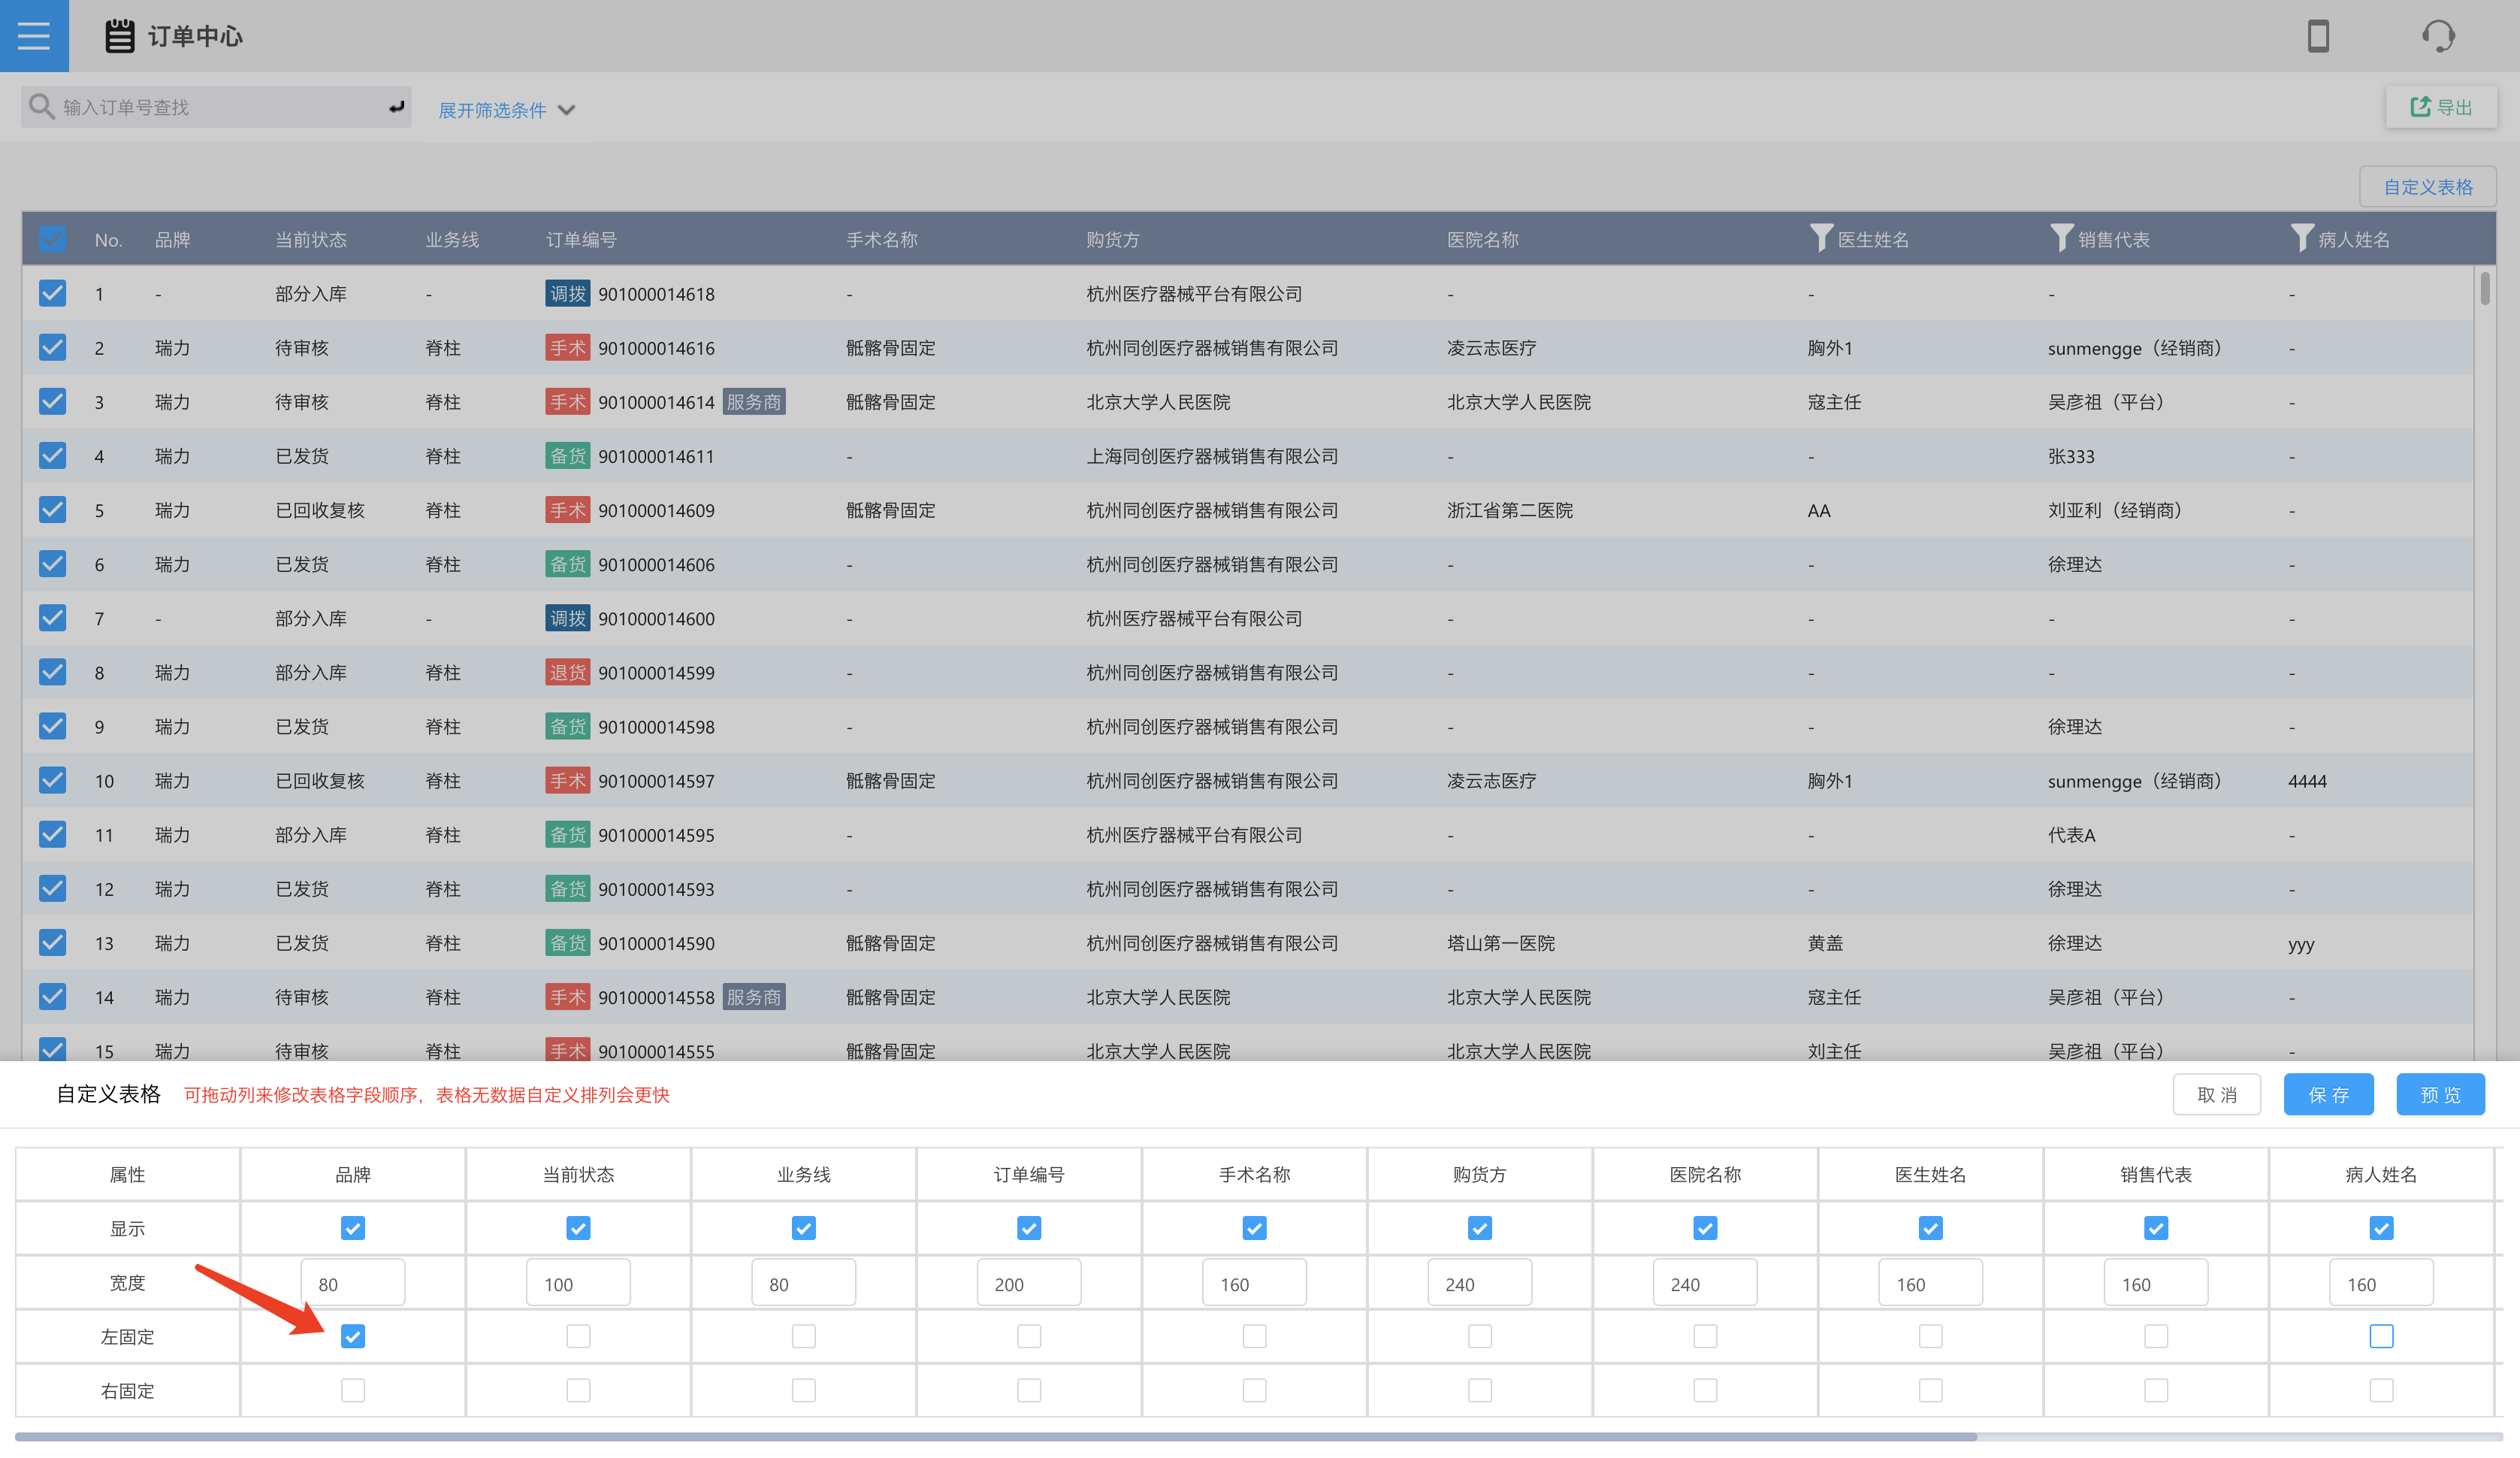 订单中心
输入订单号查找 展开筛选条件 导出
自定义表格
No. 品牌 当前状态 业务线 订单编号 手术名称 购货方 医院名称 医生姓名 销售代表 病人姓名
1 - 部分入库 - 调拨 901000014618 - 杭州医疗器械平台有限公司 - - - -
2 瑞力 待审核 脊柱 手术 901000014616 骶髂骨固定 杭州同创医疗器械销售有限公司 凌云志医疗 胸外1 sunmengge（经销商） -
3 瑞力 待审核 脊柱 手术 901000014614 服务商 骶髂骨固定 北京大学人民医院 北京大学人民医院 寇主任 吴彦祖（平台） -
4 瑞力 已发货 脊柱 备货 901000014611 - 上海同创医疗器械销售有限公司 - - 张333 -
5 瑞力 已回收复核 脊柱 手术 901000014609 骶髂骨固定 杭州同创医疗器械销售有限公司 浙江省第二医院 AA 刘亚利（经销商） -
6 瑞力 已发货 脊柱 备货 901000014606 - 杭州同创医疗器械销售有限公司 - - 徐理达 -
7 - 部分入库 - 调拨 901000014600 - 杭州医疗器械平台有限公司 - - - -
8 瑞力 部分入库 脊柱 退货 901000014599 - 杭州同创医疗器械销售有限公司 - - - -
9 瑞力 已发货 脊柱 备货 901000014598 - 杭州同创医疗器械销售有限公司 - - 徐理达 -
10 瑞力 已回收复核 脊柱 手术 901000014597 骶髂骨固定 杭州同创医疗器械销售有限公司 凌云志医疗 胸外1 sunmengge（经销商） 4444
11 瑞力 部分入库 脊柱 备货 901000014595 - 杭州医疗器械平台有限公司 - - 代表A -
12 瑞力 已发货 脊柱 备货 901000014593 - 杭州同创医疗器械销售有限公司 - - 徐理达 -
13 瑞力 已发货 脊柱 备货 901000014590 骶髂骨固定 杭州同创医疗器械销售有限公司 塔山第一医院 黄盖 徐理达 yyy
14 瑞力 待审核 脊柱 手术 901000014558 服务商 骶髂骨固定 北京大学人民医院 北京大学人民医院 寇主任 吴彦祖（平台） -
15 瑞力 待审核 脊柱 手术 901000014555 骶髂骨固定 北京大学人民医院 北京大学人民医院 刘主任 吴彦祖（平台） -
自定义表格 可拖动列来修改表格字段顺序，表格无数据自定义排列会更快 取消 保存 预览
属性 品牌 当前状态 业务线 订单编号 手术名称 购货方 医院名称 医生姓名 销售代表 病人姓名
显示
宽度 80 100 80 200 160 240 240 160 160 160
左固定
右固定